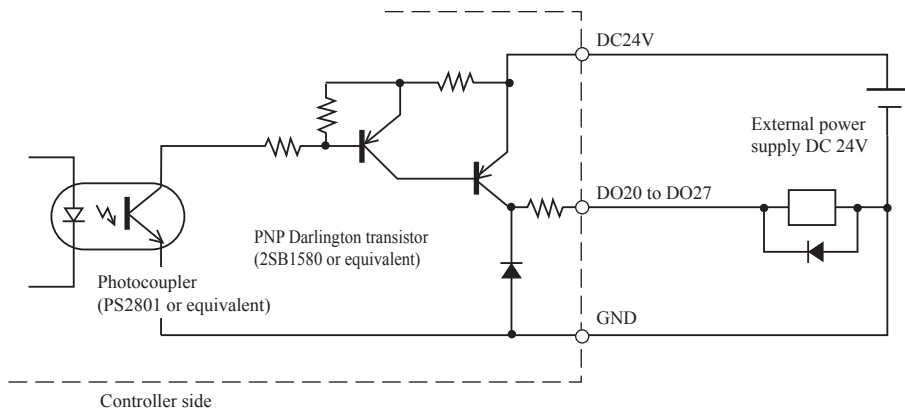 DC24V
External power
supply DC 24V
DO20 to DO27
PNP Darlington transistor
(2SB1580 or equivalent)
Photocoupler
(PS2801 or equivalent)
GND
Controller side